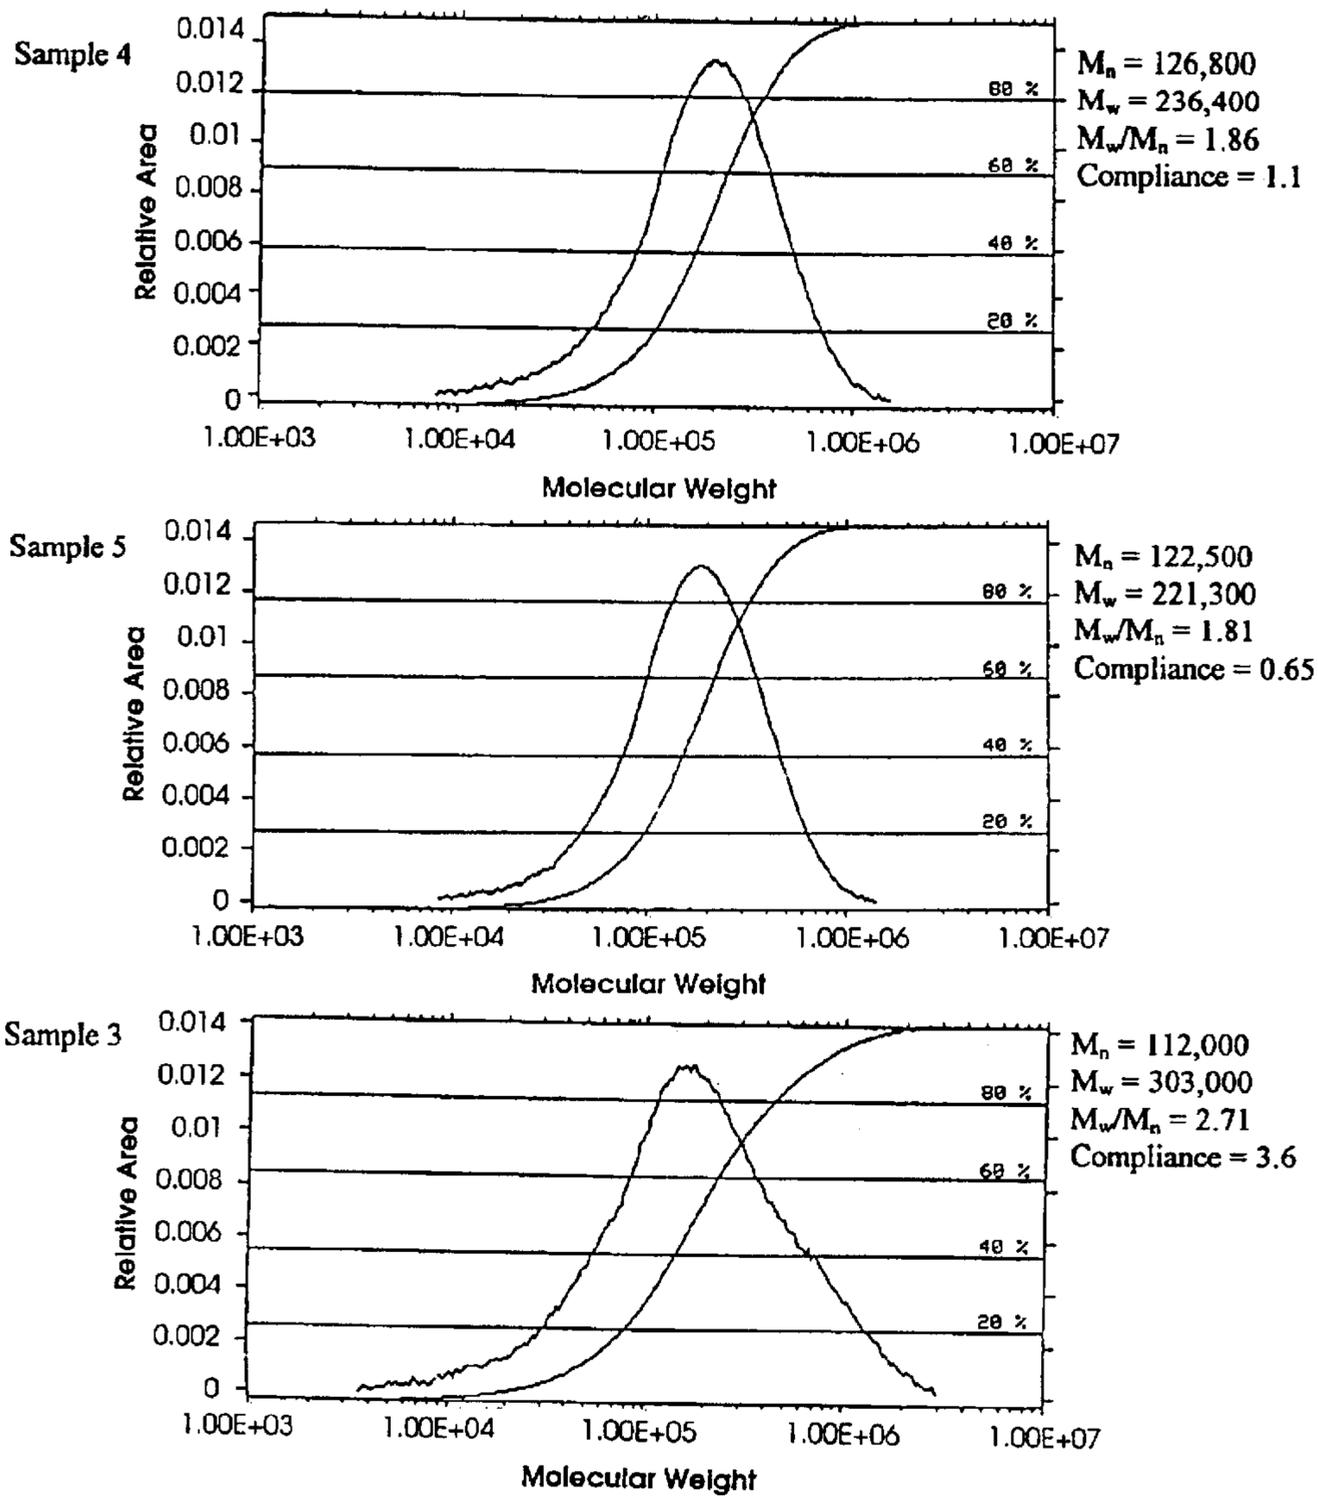 Sample 4
0.014
0.012
0.01
0.008
0.006
0.004
0.002
0
Relative Area
80 %
60 %
40 %
20 %
1.00E+03 1.00E+04 1.00E+05 1.00E+06 1.00E+07
Molecular Weight
Mn = 126,800
Mw = 236,400
Mw/Mn = 1.86
Compliance = 1.1
Sample 5
0.014
0.012
0.01
0.008
0.006
0.004
0.002
0
Relative Area
80 %
60 %
40 %
20 %
1.00E+03 1.00E+04 1.00E+05 1.00E+06 1.00E+07
Molecular Weight
Mn = 122,500
Mw = 221,300
Mw/Mn = 1.81
Compliance = 0.65
Sample 3
0.014
0.012
0.01
0.008
0.006
0.004
0.002
0
Relative Area
80 %
60 %
40 %
20 %
1.00E+03 1.00E+04 1.00E+05 1.00E+06 1.00E+07
Molecular Weight
Mn = 112,000
Mw = 303,000
Mw/Mn = 2.71
Compliance = 3.6